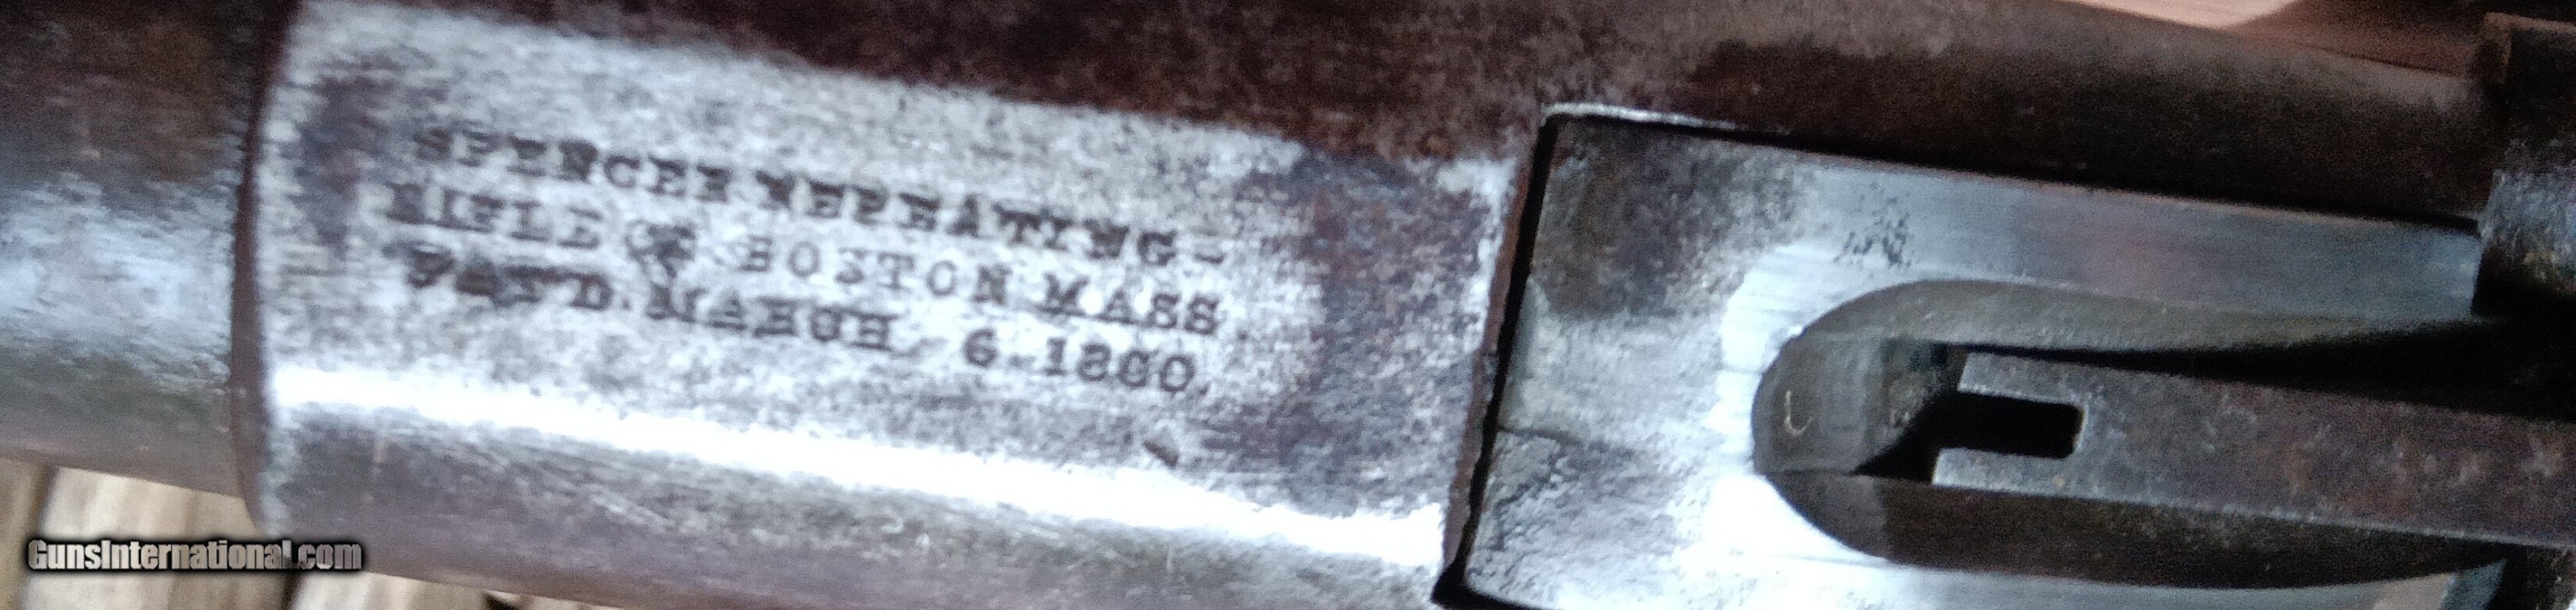 SPENCER REPEATING-
RIFLE Co BOSTON MASS.
PAT'D. MARCH 6.1860.
GunsInternational.com